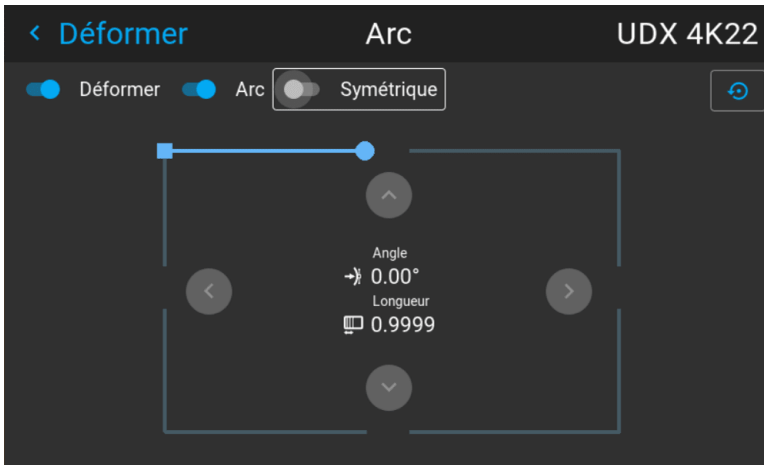 Déformer Arc UDX 4K22
Déformer Arc Symétrique
Angle
0.00°
Longueur
0.9999